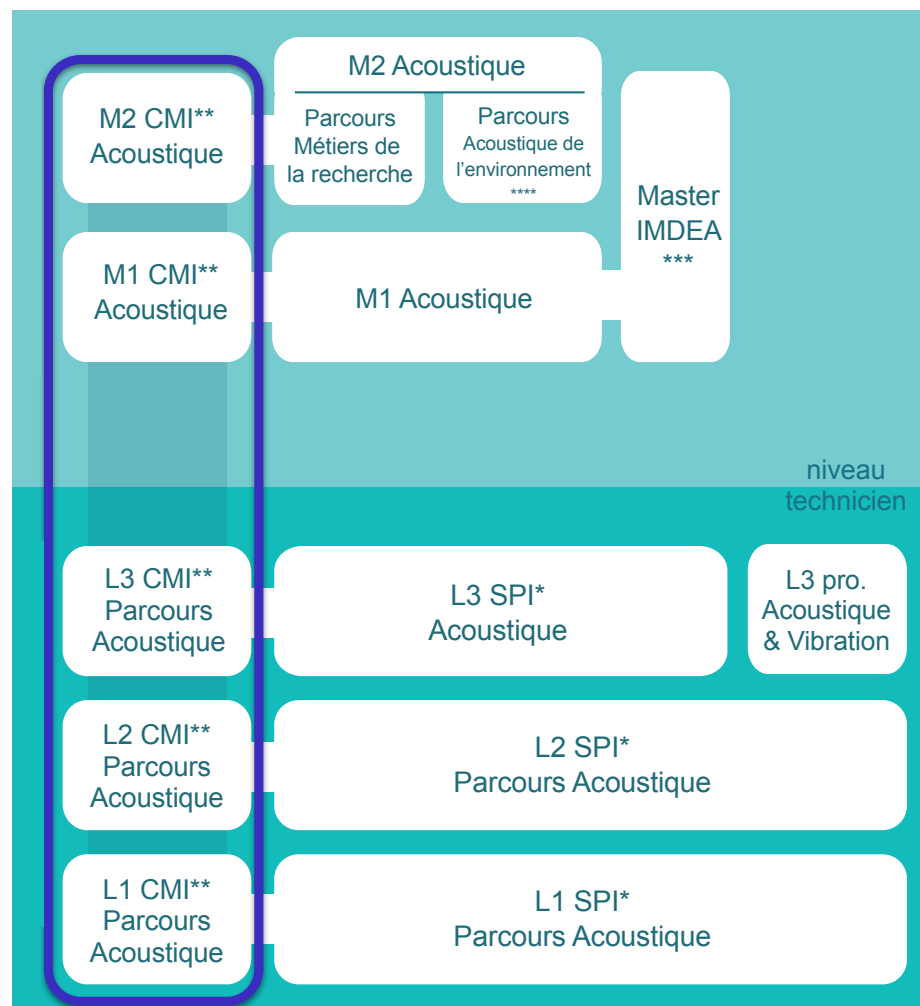 M2 CMI**
Acoustique
M2 Acoustique
Parcours
Métiers de
la recherche
Parcours
Acoustique de
l'environnement
****
Master
IMDEA
***
M1 CMI**
Acoustique
M1 Acoustique
niveau
technicien
L3 CMI**
Parcours
Acoustique
L3 SPI*
Acoustique
L3 pro.
Acoustique
& Vibration
L2 CMI**
Parcours
Acoustique
L2 SPI*
Parcours Acoustique
L1 CMI**
Parcours
Acoustique
L1 SPI*
Parcours Acoustique